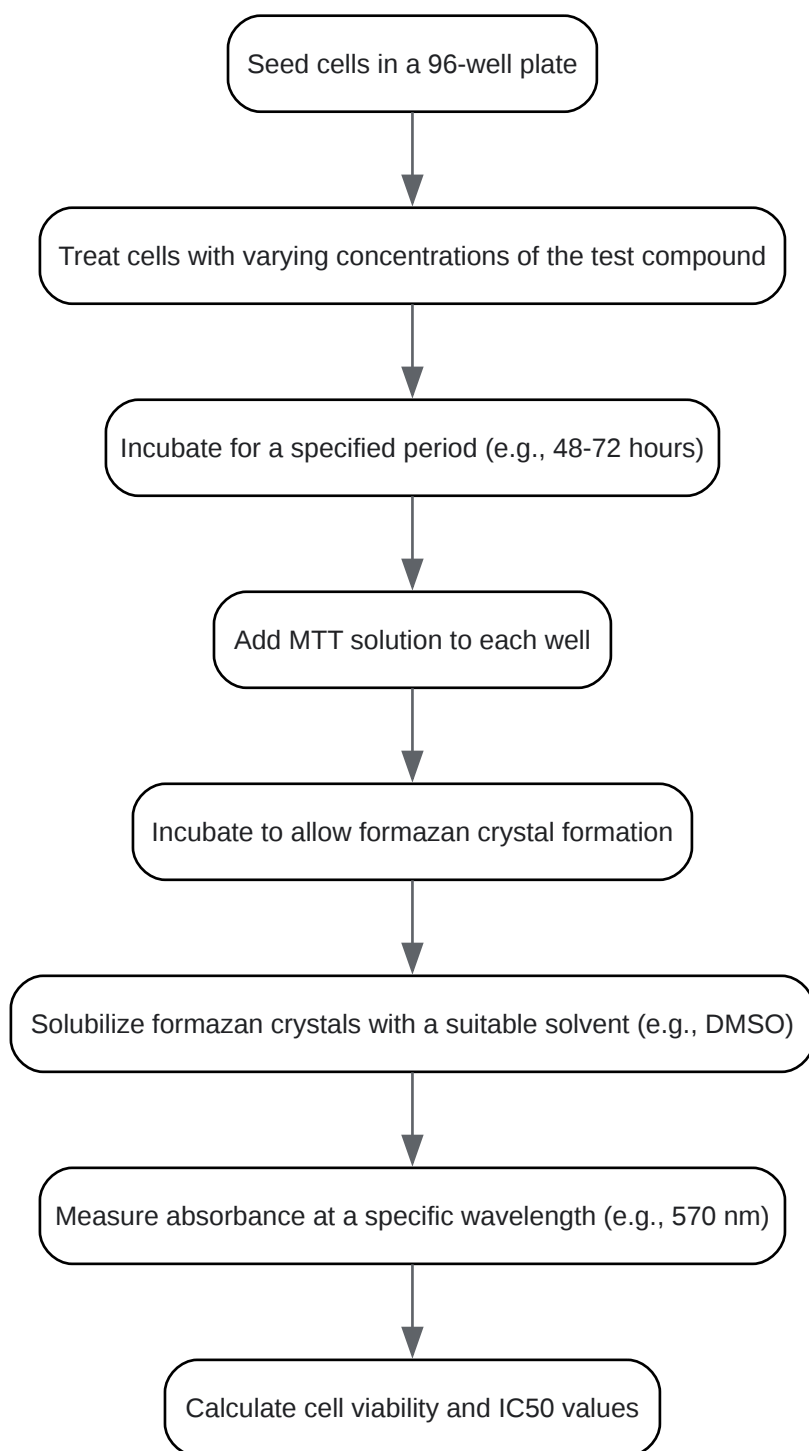 Seed cells in a 96-well plate
Treat cells with varying concentrations of the test compound
Incubate for a specified period (e.g., 48-72 hours)
Add MTT solution to each well
Incubate to allow formazan crystal formation
Solubilize formazan crystals with a suitable solvent (e.g., DMSO)
Measure absorbance at a specific wavelength (e.g., 570 nm)
Calculate cell viability and IC50 values